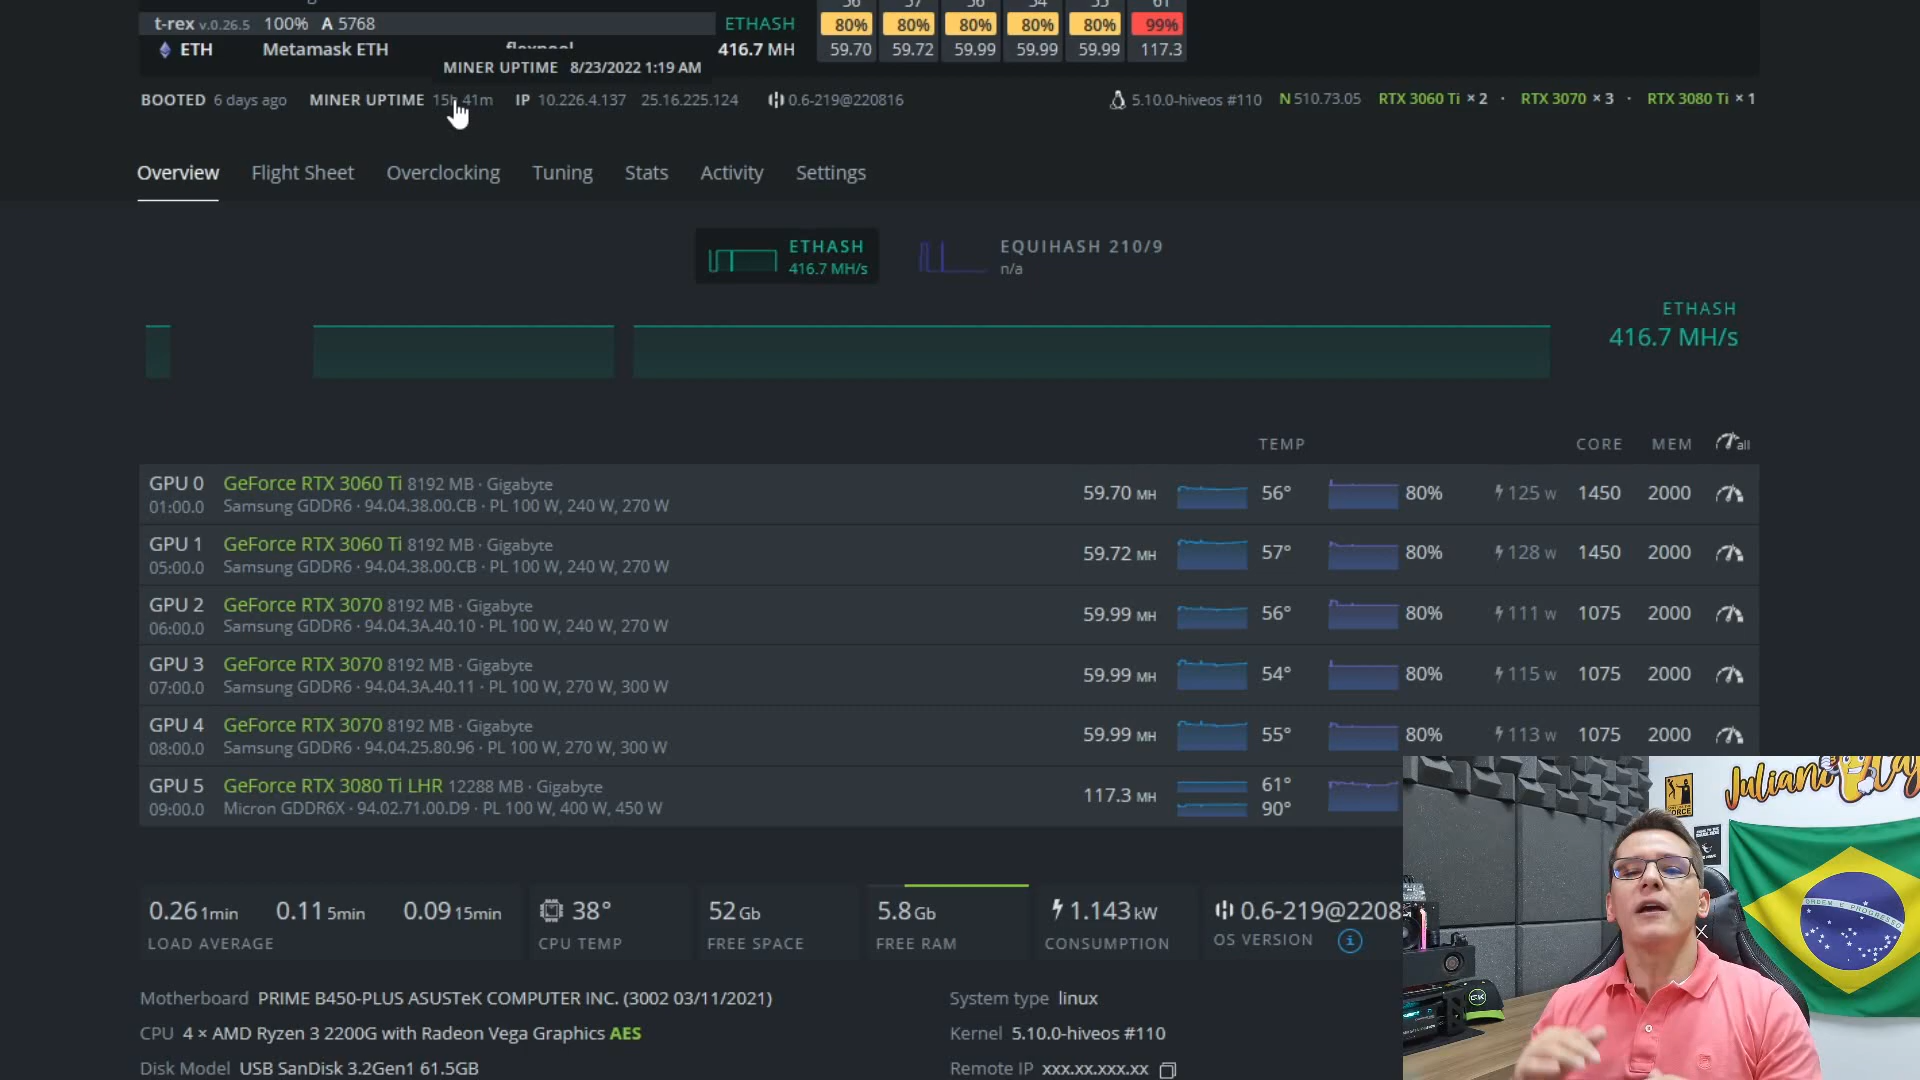 56 57 56 54 55 61
t-rex v.0.26.5 100% A 5768 ETHASH 80% 80% 80% 80% 80% 99%
ETH Metamask ETH flexpool 416.7 MH 59.70 59.72 59.99 59.99 59.99 117.3
MINER UPTIME 8/23/2022 1:19 AM
BOOTED 6 days ago MINER UPTIME 15h 41m IP 10.226.4.137 25.16.225.124 0.6-219@220816 5.10.0-hiveos #110 N 510.73.05 RTX 3060 Ti × 2 · RTX 3070 × 3 · RTX 3080 Ti × 1
Overview Flight Sheet Overclocking Tuning Stats Activity Settings
ETHASH EQUIHASH 210/9
416.7 MH/s n/a
ETHASH
416.7 MH/s
TEMP CORE MEM all
GPU 0 GeForce RTX 3060 Ti 8192 MB · Gigabyte 59.70 MH 56° 80% 125 W 1450 2000
01:00.0 Samsung GDDR6 · 94.04.38.00.CB · PL 100 W, 240 W, 270 W
GPU 1 GeForce RTX 3060 Ti 8192 MB · Gigabyte 59.72 MH 57° 80% 128 W 1450 2000
05:00.0 Samsung GDDR6 · 94.04.38.00.CB · PL 100 W, 240 W, 270 W
GPU 2 GeForce RTX 3070 8192 MB · Gigabyte 59.99 MH 56° 80% 111 W 1075 2000
06:00.0 Samsung GDDR6 · 94.04.3A.40.10 · PL 100 W, 240 W, 270 W
GPU 3 GeForce RTX 3070 8192 MB · Gigabyte 59.99 MH 54° 80% 115 W 1075 2000
07:00.0 Samsung GDDR6 · 94.04.3A.40.11 · PL 100 W, 270 W, 300 W
GPU 4 GeForce RTX 3070 8192 MB · Gigabyte 59.99 MH 55° 80% 113 W 1075 2000
08:00.0 Samsung GDDR6 · 94.04.25.80.96 · PL 100 W, 270 W, 300 W
GPU 5 GeForce RTX 3080 Ti LHR 12288 MB · Gigabyte 117.3 MH 61°
09:00.0 Micron GDDR6X · 94.02.71.00.D9 · PL 100 W, 400 W, 450 W 90°
0.26 1min 0.11 5min 0.09 15min 38° 52 Gb 5.8 Gb 1.143 kW 0.6-219@2208
LOAD AVERAGE CPU TEMP FREE SPACE FREE RAM CONSUMPTION OS VERSION i
Motherboard PRIME B450-PLUS ASUSTeK COMPUTER INC. (3002 03/11/2021) System type linux
CPU 4 × AMD Ryzen 3 2200G with Radeon Vega Graphics AES Kernel 5.10.0-hiveos #110
Disk Model USB SanDisk 3.2Gen1 61.5GB Remote IP xxx.xx.xxx.xx
Juliano
ORDEM E PROGRESSO